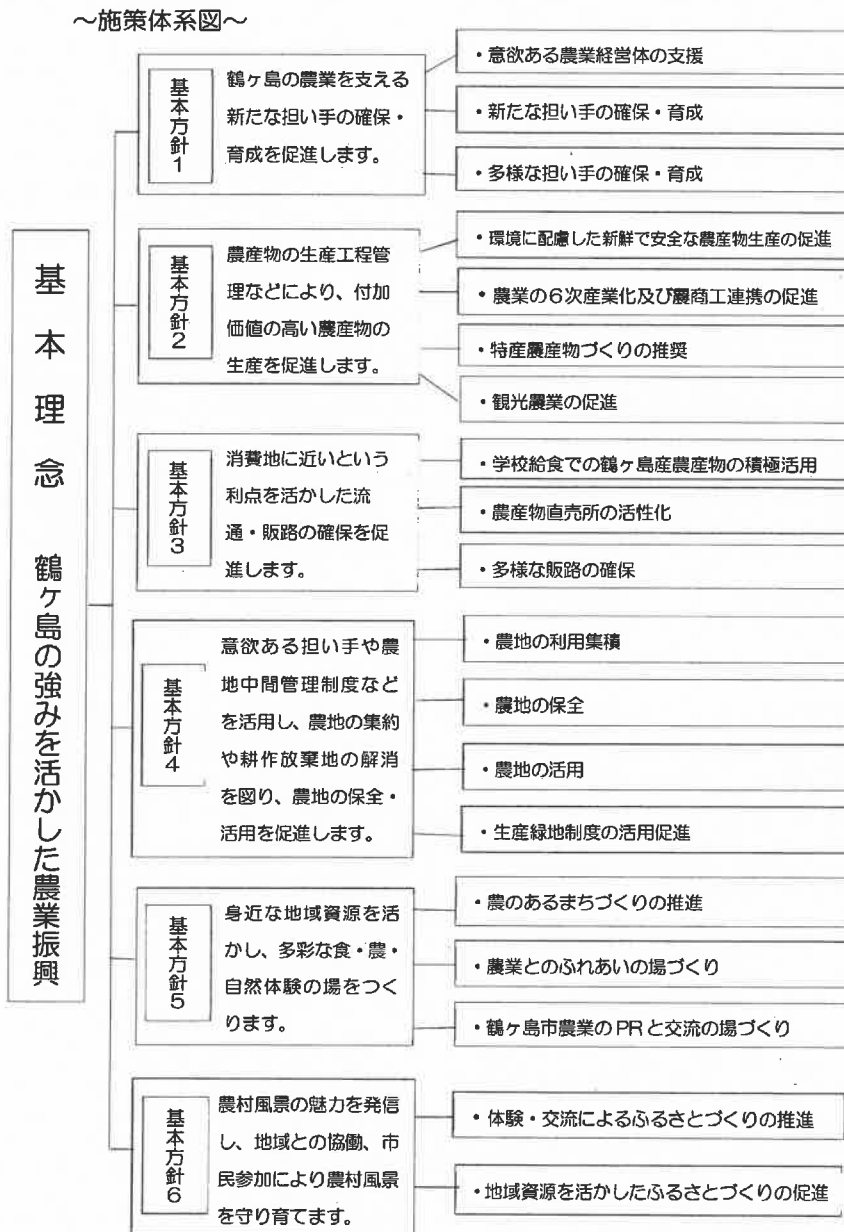 ～施策体系図～
基本理念　鶴ヶ島の強みを活かした農業振興
基本方針1
鶴ヶ島の農業を支える
新たな担い手の確保・
育成を促進します。
・意欲ある農業経営体の支援
・新たな担い手の確保・育成
・多様な担い手の確保・育成
基本方針2
農産物の生産工程管
理などにより、付加
価値の高い農産物の
生産を促進します。
・環境に配慮した新鮮で安全な農産物生産の促進
・農業の6次産業化及び農商工連携の促進
・特産農産物づくりの推奨
・観光農業の促進
基本方針3
消費地に近いという
利点を活かした流
通・販路の確保を促
進します。
・学校給食での鶴ヶ島産農産物の積極活用
・農産物直売所の活性化
・多様な販路の確保
基本方針4
意欲ある担い手や農
地中間管理制度など
を活用し、農地の集約
や耕作放棄地の解消
を図り、農地の保全・
活用を促進します。
・農地の利用集積
・農地の保全
・農地の活用
・生産緑地制度の活用促進
基本方針5
身近な地域資源を活
かし、多彩な食・農・
自然体験の場をつく
ります。
・農のあるまちづくりの推進
・農業とのふれあいの場づくり
・鶴ヶ島市農業のPRと交流の場づくり
基本方針6
農村風景の魅力を発信
し、地域との協働、市
民参加により農村風景
を守り育てます。
・体験・交流によるふるさとづくりの推進
・地域資源を活かしたふるさとづくりの促進